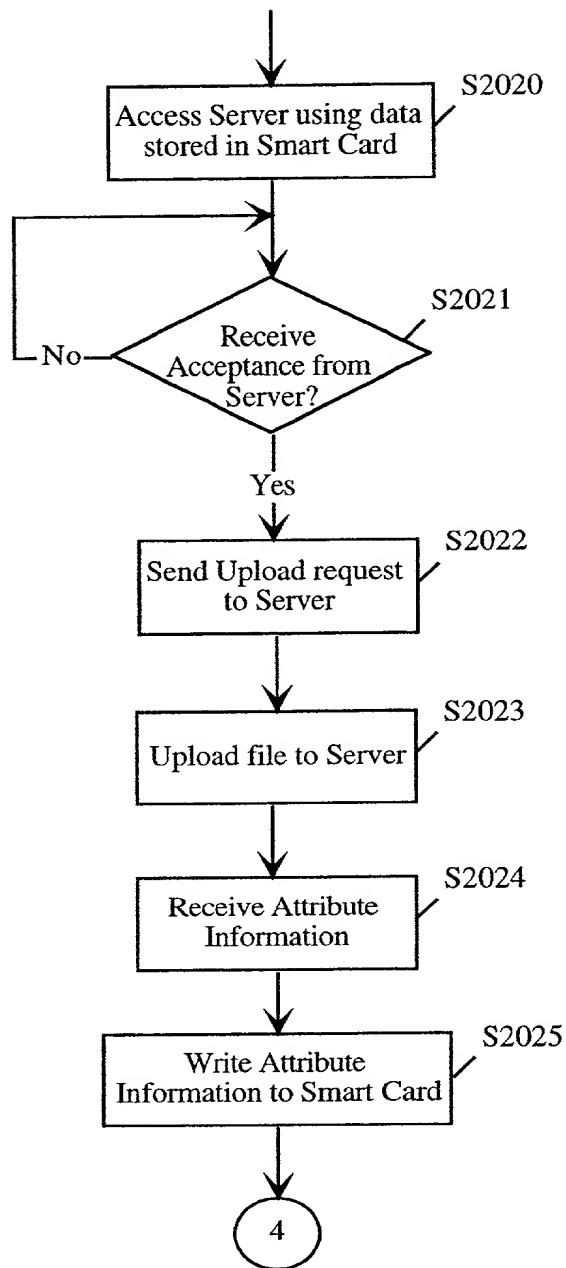 S2020
Access Server using data
stored in Smart Card
S2021
Receive
Acceptance from
Server?
No
Yes
S2022
Send Upload request
to Server
S2023
Upload file to Server
S2024
Receive Attribute
Information
S2025
Write Attribute
Information to Smart Card
4